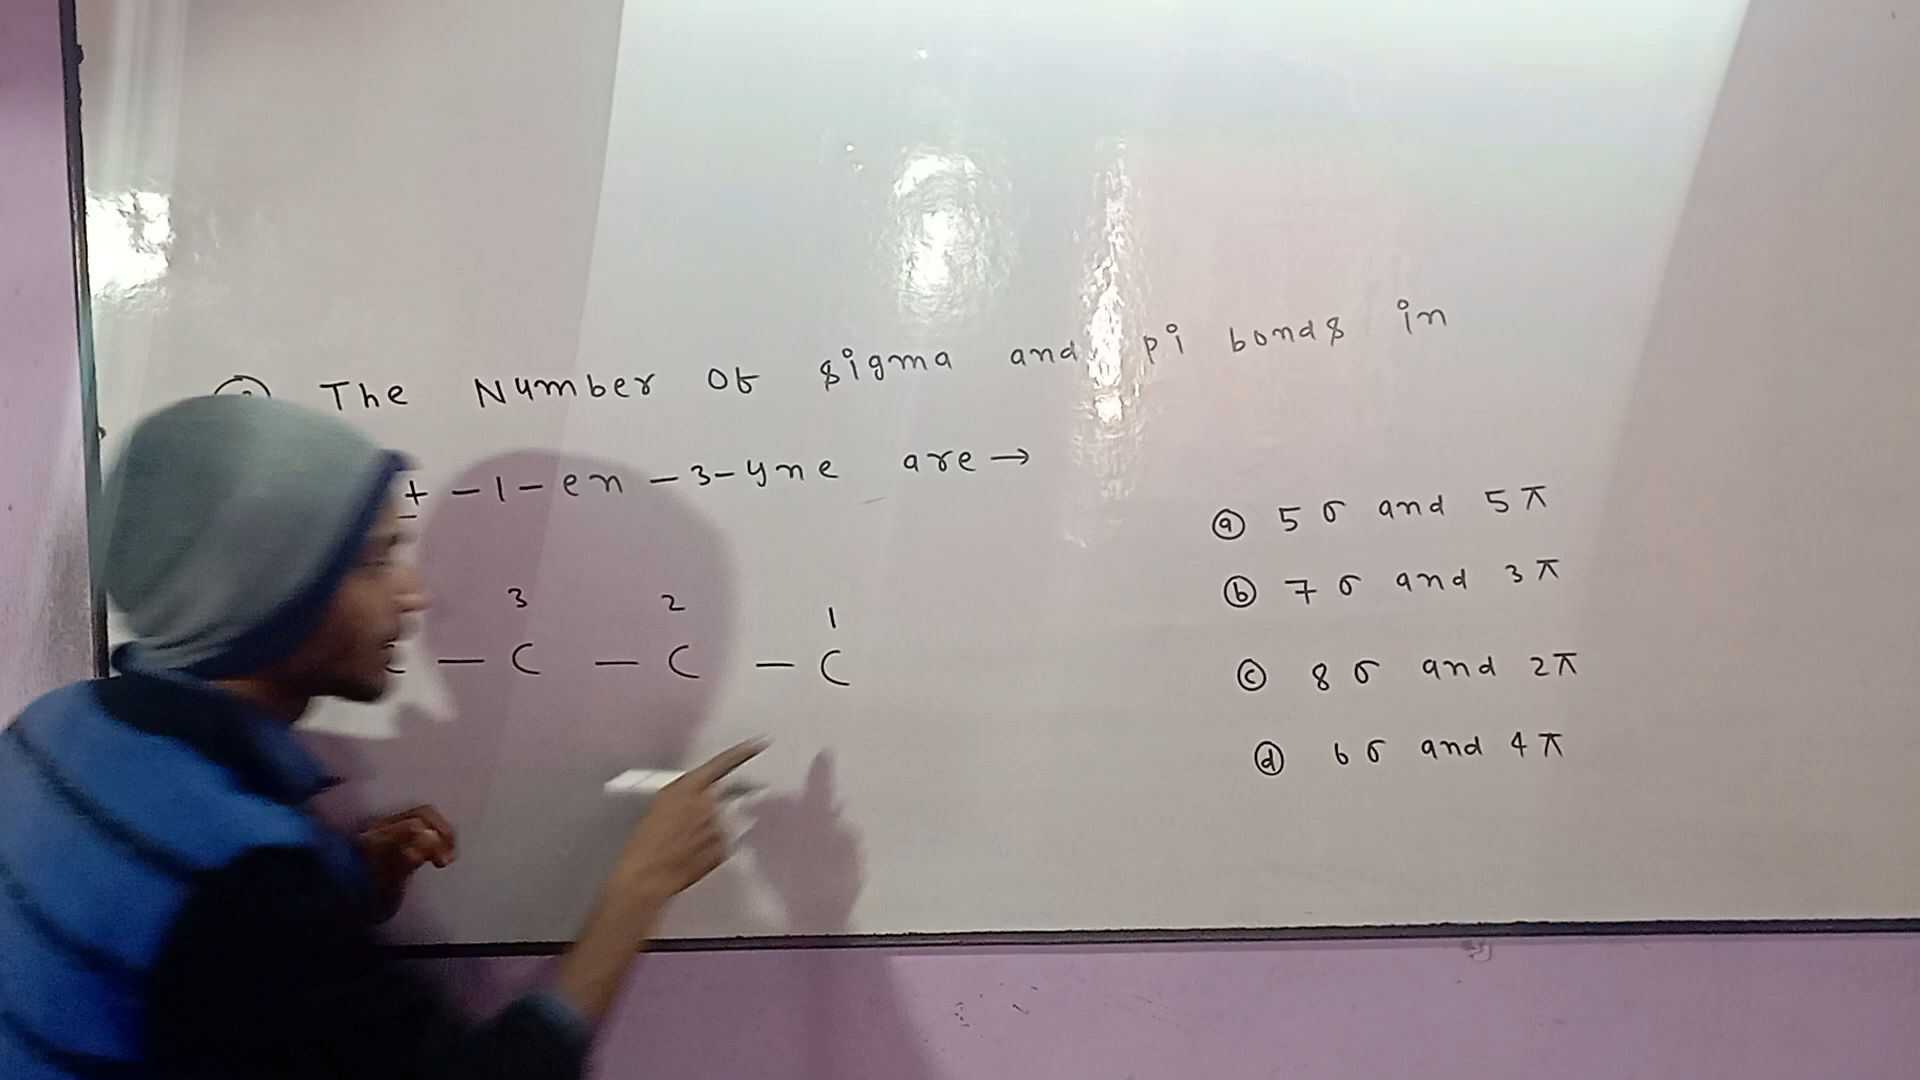 The Number of sigma and pi bonds in
-1-en-3-yne are →
3 2 1
— C — C — C
(a) 5 σ and 5 π
(b) 7 σ and 3 π
(c) 8 σ and 2 π
(d) 6 σ and 4 π